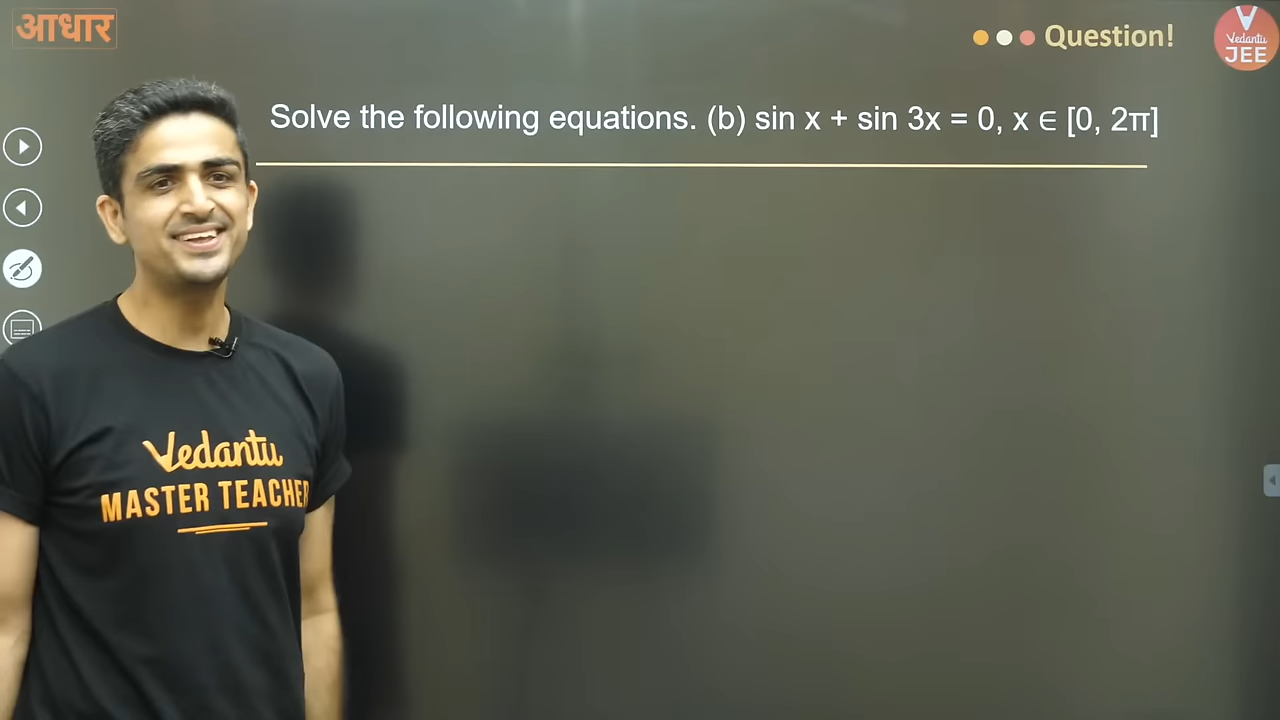 आधार
Question!
Vedantu
JEE
Solve the following equations. (b) sin x + sin 3x = 0, x ∈ [0, 2π]
Vedantu
MASTER TEACHER